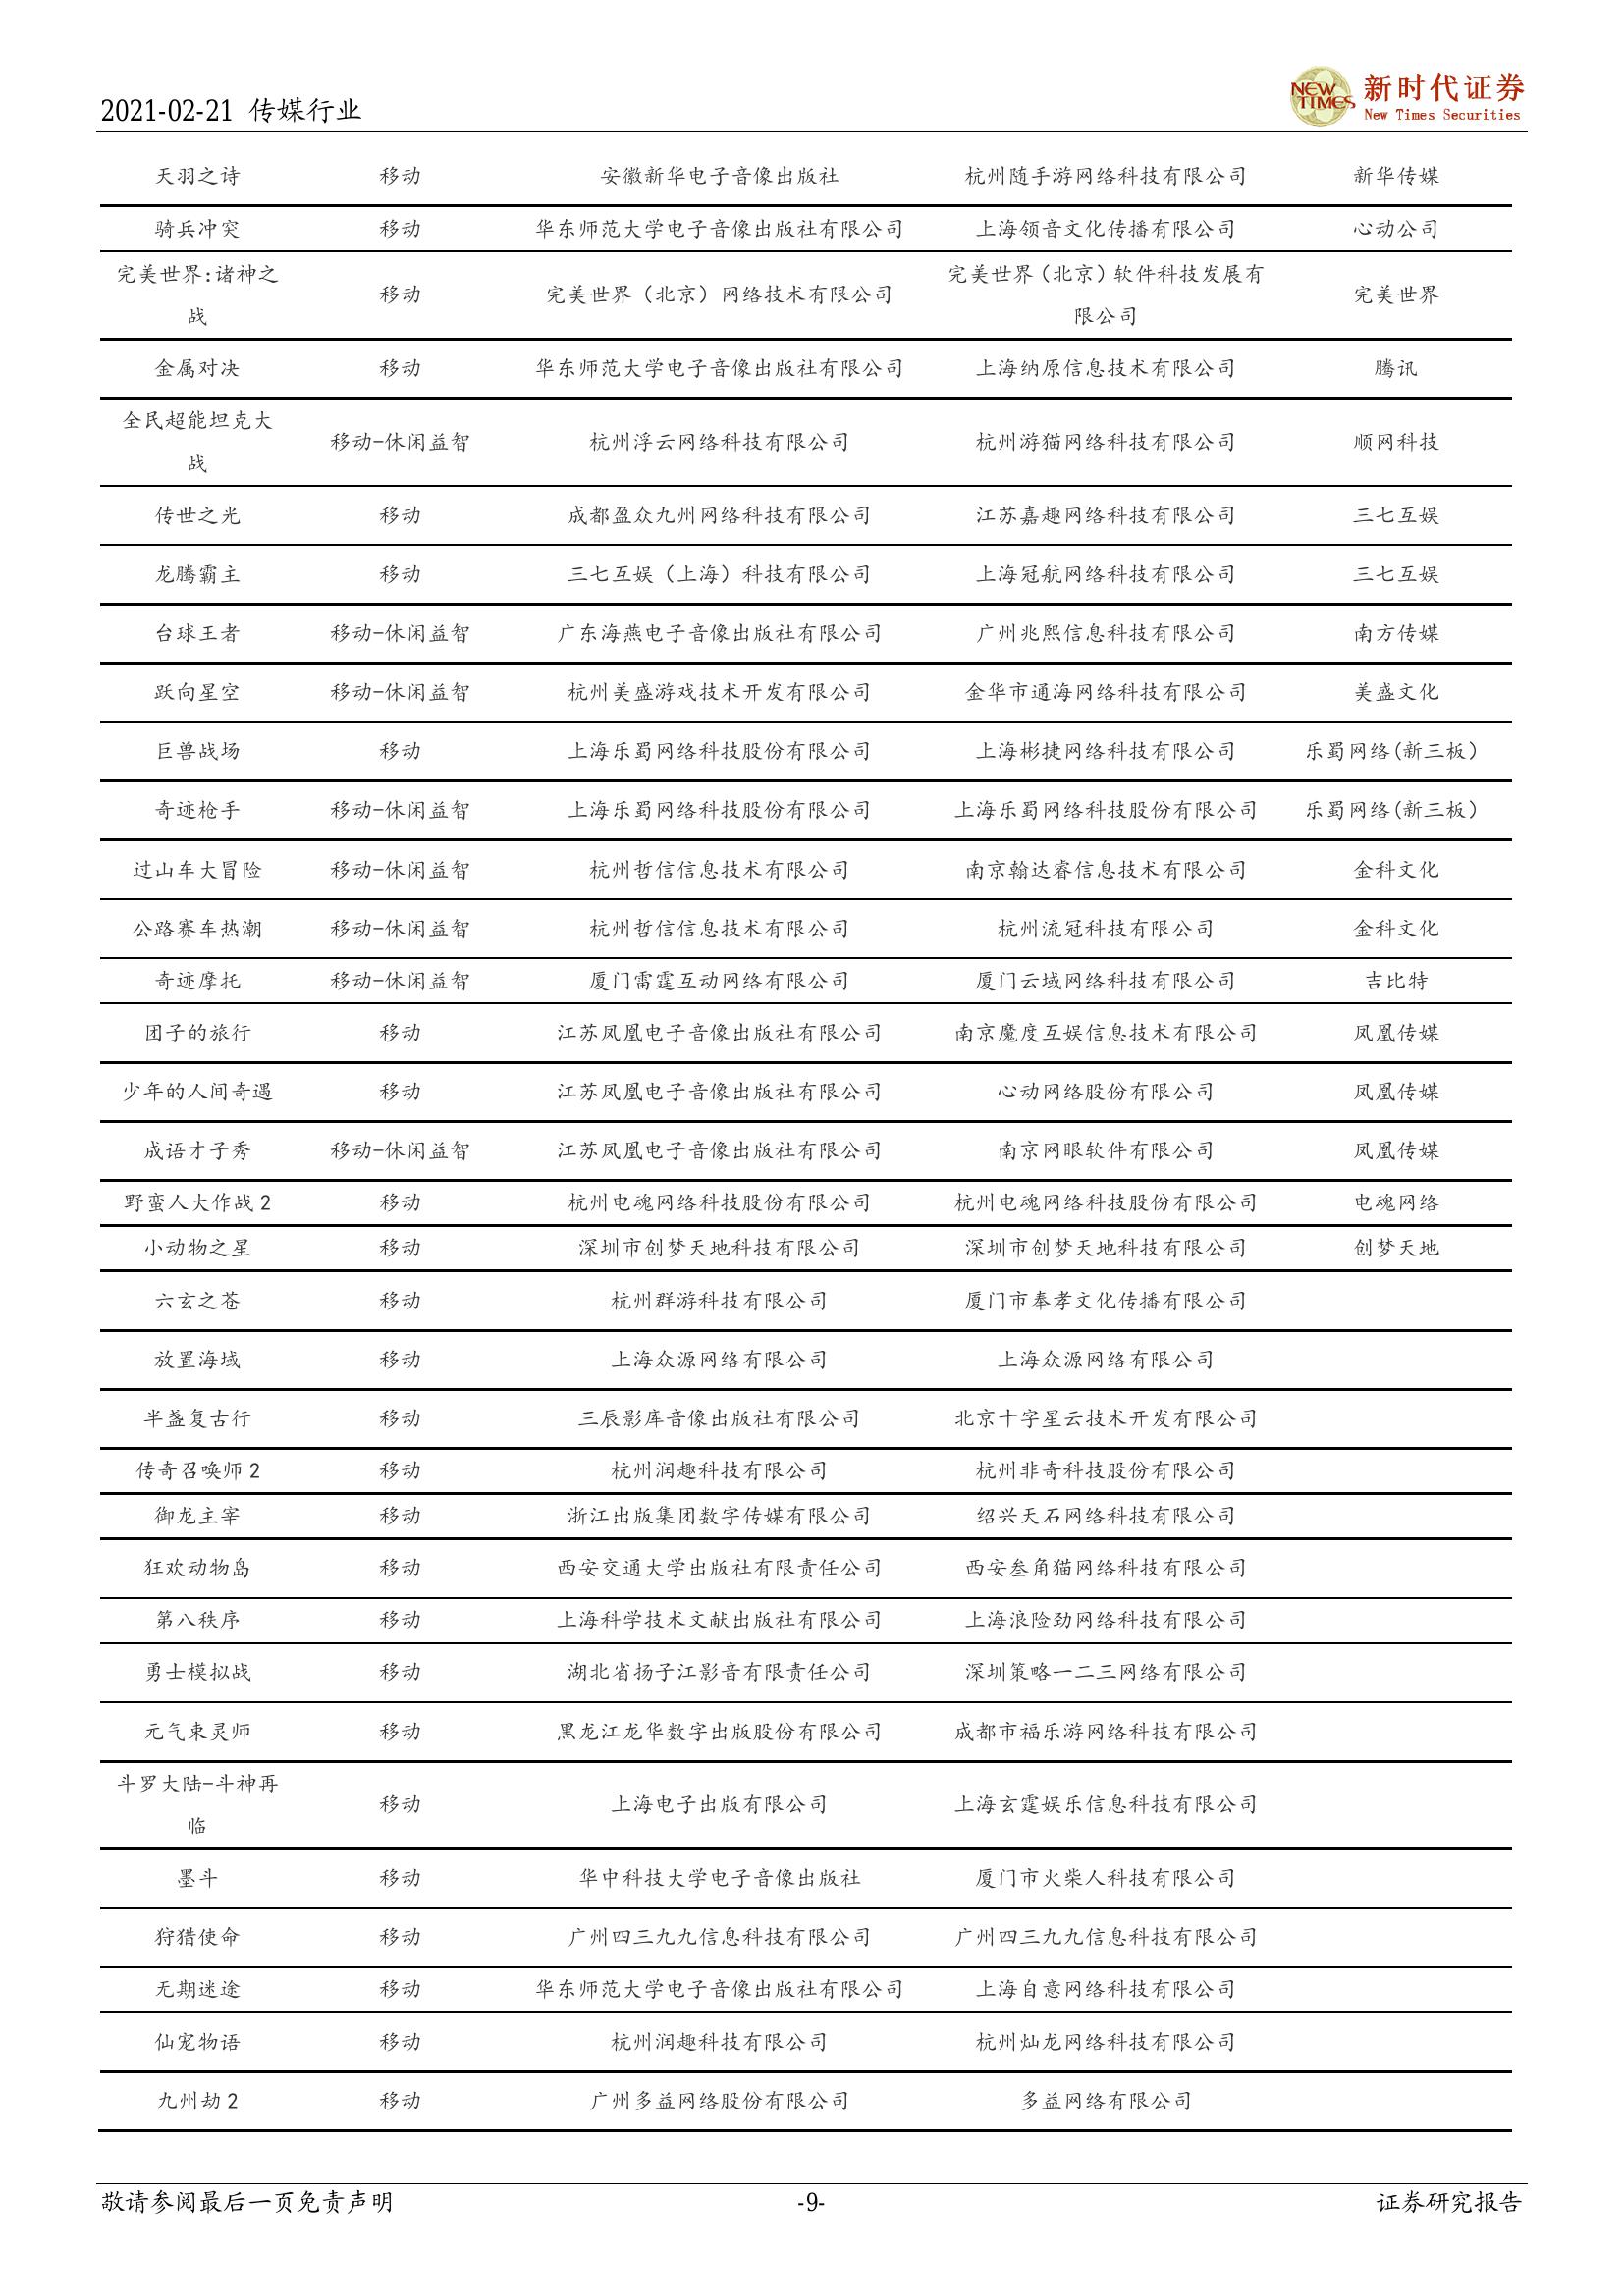 2021-02-21 传媒行业
NEW TIMES 新时代证券
New Times Securities
天羽之诗 移动 安徽新华电子音像出版社 杭州随手游网络科技有限公司 新华传媒
骑兵冲突 移动 华东师范大学电子音像出版社有限公司 上海领音文化传播有限公司 心动公司
完美世界:诸神之战 移动 完美世界（北京）网络技术有限公司 完美世界（北京）软件科技发展有限公司 完美世界
金属对决 移动 华东师范大学电子音像出版社有限公司 上海纳原信息技术有限公司 腾讯
全民超能坦克大战 移动-休闲益智 杭州浮云网络科技有限公司 杭州游猫网络科技有限公司 顺网科技
传世之光 移动 成都盈众九州网络科技有限公司 江苏嘉趣网络科技有限公司 三七互娱
龙腾霸主 移动 三七互娱（上海）科技有限公司 上海冠航网络科技有限公司 三七互娱
台球王者 移动-休闲益智 广东海燕电子音像出版社有限公司 广州兆熙信息科技有限公司 南方传媒
跃向星空 移动-休闲益智 杭州美盛游戏技术开发有限公司 金华市通海网络科技有限公司 美盛文化
巨兽战场 移动 上海乐蜀网络科技股份有限公司 上海彬捷网络科技有限公司 乐蜀网络(新三板)
奇迹枪手 移动-休闲益智 上海乐蜀网络科技股份有限公司 上海乐蜀网络科技股份有限公司 乐蜀网络(新三板)
过山车大冒险 移动-休闲益智 杭州哲信信息技术有限公司 南京翰达睿信息技术有限公司 金科文化
公路赛车热潮 移动-休闲益智 杭州哲信信息技术有限公司 杭州流冠科技有限公司 金科文化
奇迹摩托 移动-休闲益智 厦门雷霆互动网络有限公司 厦门云域网络科技有限公司 吉比特
团子的旅行 移动 江苏凤凰电子音像出版社有限公司 南京魔度互娱信息技术有限公司 凤凰传媒
少年的人间奇遇 移动 江苏凤凰电子音像出版社有限公司 心动网络股份有限公司 凤凰传媒
成语才子秀 移动-休闲益智 江苏凤凰电子音像出版社有限公司 南京网眼软件有限公司 凤凰传媒
野蛮人大作战 2 移动 杭州电魂网络科技股份有限公司 杭州电魂网络科技股份有限公司 电魂网络
小动物之星 移动 深圳市创梦天地科技有限公司 深圳市创梦天地科技有限公司 创梦天地
六玄之苍 移动 杭州群游科技有限公司 厦门市奉孝文化传播有限公司
放置海域 移动 上海众源网络有限公司 上海众源网络有限公司
半盏复古行 移动 三辰影库音像出版社有限公司 北京十字星云技术开发有限公司
传奇召唤师 2 移动 杭州润趣科技有限公司 杭州非奇科技股份有限公司
御龙主宰 移动 浙江出版集团数字传媒有限公司 绍兴天石网络科技有限公司
狂欢动物岛 移动 西安交通大学出版社有限责任公司 西安叁角猫网络科技有限公司
第八秩序 移动 上海科学技术文献出版社有限公司 上海浪险劲网络科技有限公司
勇士模拟战 移动 湖北省扬子江影音有限责任公司 深圳策略一二三网络有限公司
元气束灵师 移动 黑龙江龙华数字出版股份有限公司 成都市福乐游网络科技有限公司
斗罗大陆-斗神再临 移动 上海电子出版有限公司 上海玄霆娱乐信息科技有限公司
墨斗 移动 华中科技大学电子音像出版社 厦门市火柴人科技有限公司
狩猎使命 移动 广州四三九九信息科技有限公司 广州四三九九信息科技有限公司
无期迷途 移动 华东师范大学电子音像出版社有限公司 上海自意网络科技有限公司
仙宠物语 移动 杭州润趣科技有限公司 杭州灿龙网络科技有限公司
九州劫 2 移动 广州多益网络股份有限公司 多益网络有限公司
敬请参阅最后一页免责声明 -9- 证券研究报告